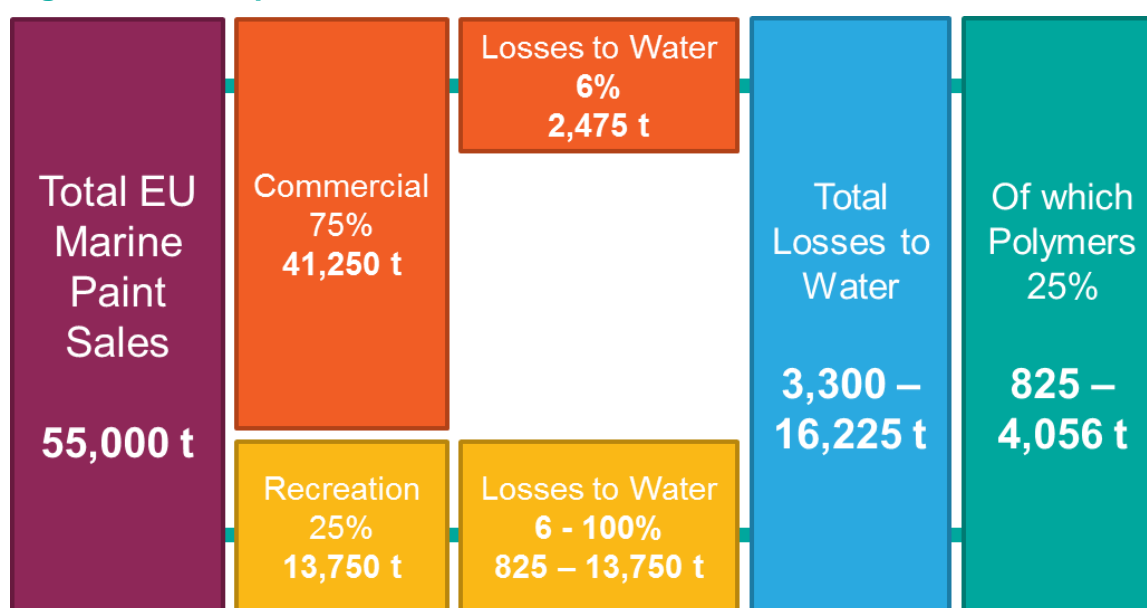 Total EU
Marine
Paint
Sales
55,000 t
Commercial
75%
41,250 t
Recreation
25%
13,750 t
Losses to Water
6%
2,475 t
Losses to Water
6 - 100%
825 – 13,750 t
Total
Losses to
Water
3,300 –
16,225 t
Of which
Polymers
25%
825 –
4,056 t